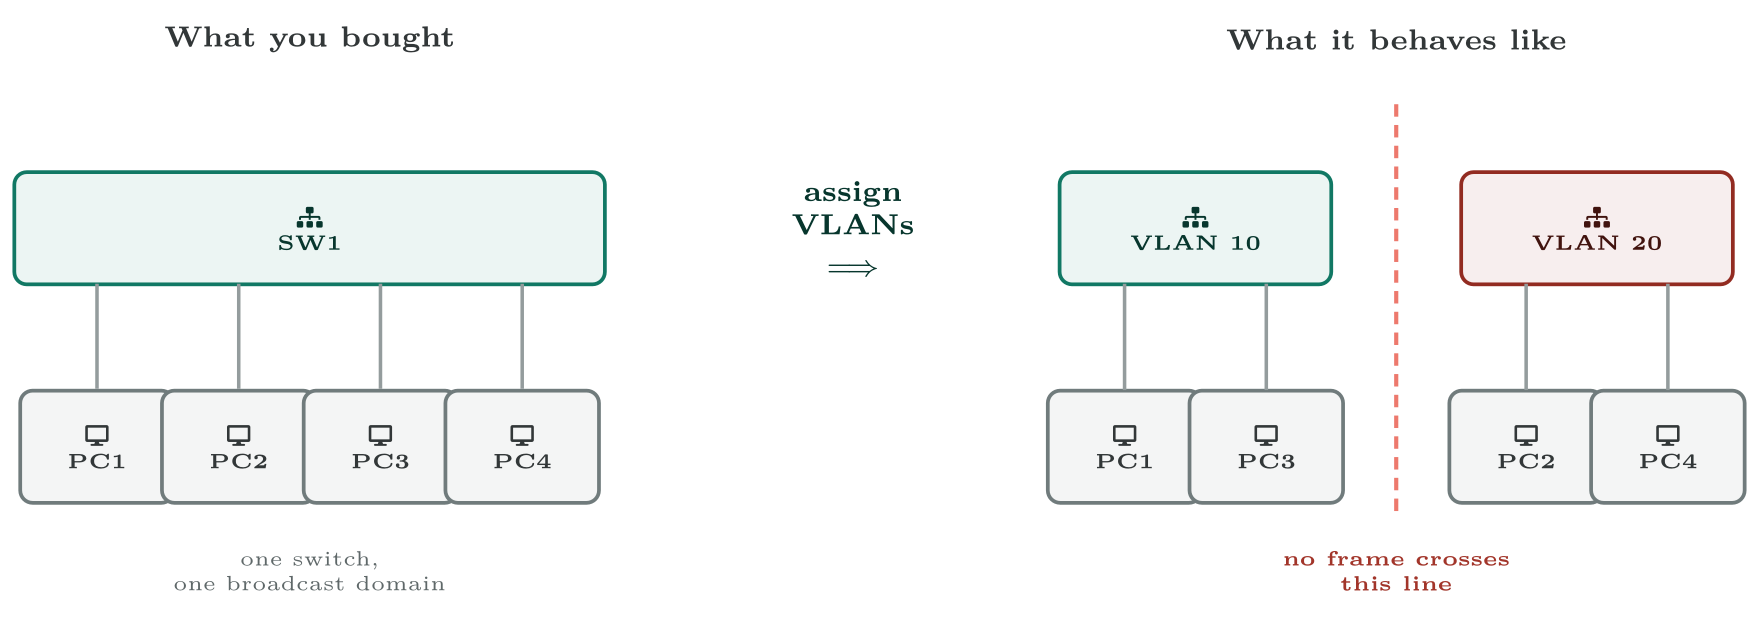 What you bought
SW1
PC1
PC2
PC3
PC4
one switch,
one broadcast domain
assign
VLANs
⟹
What it behaves like
VLAN 10
VLAN 20
PC1
PC3
PC2
PC4
no frame crosses
this line